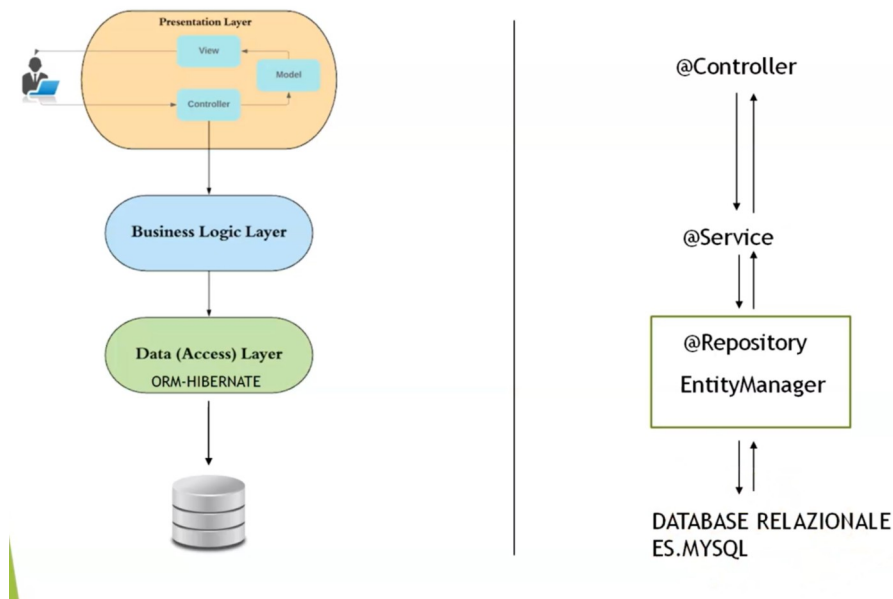 Presentation Layer
View
Model
Controller
Business Logic Layer
Data (Access) Layer
ORM-HIBERNATE
@Controller
@Service
@Repository
EntityManager
DATABASE RELAZIONALE
ES.MYSQL